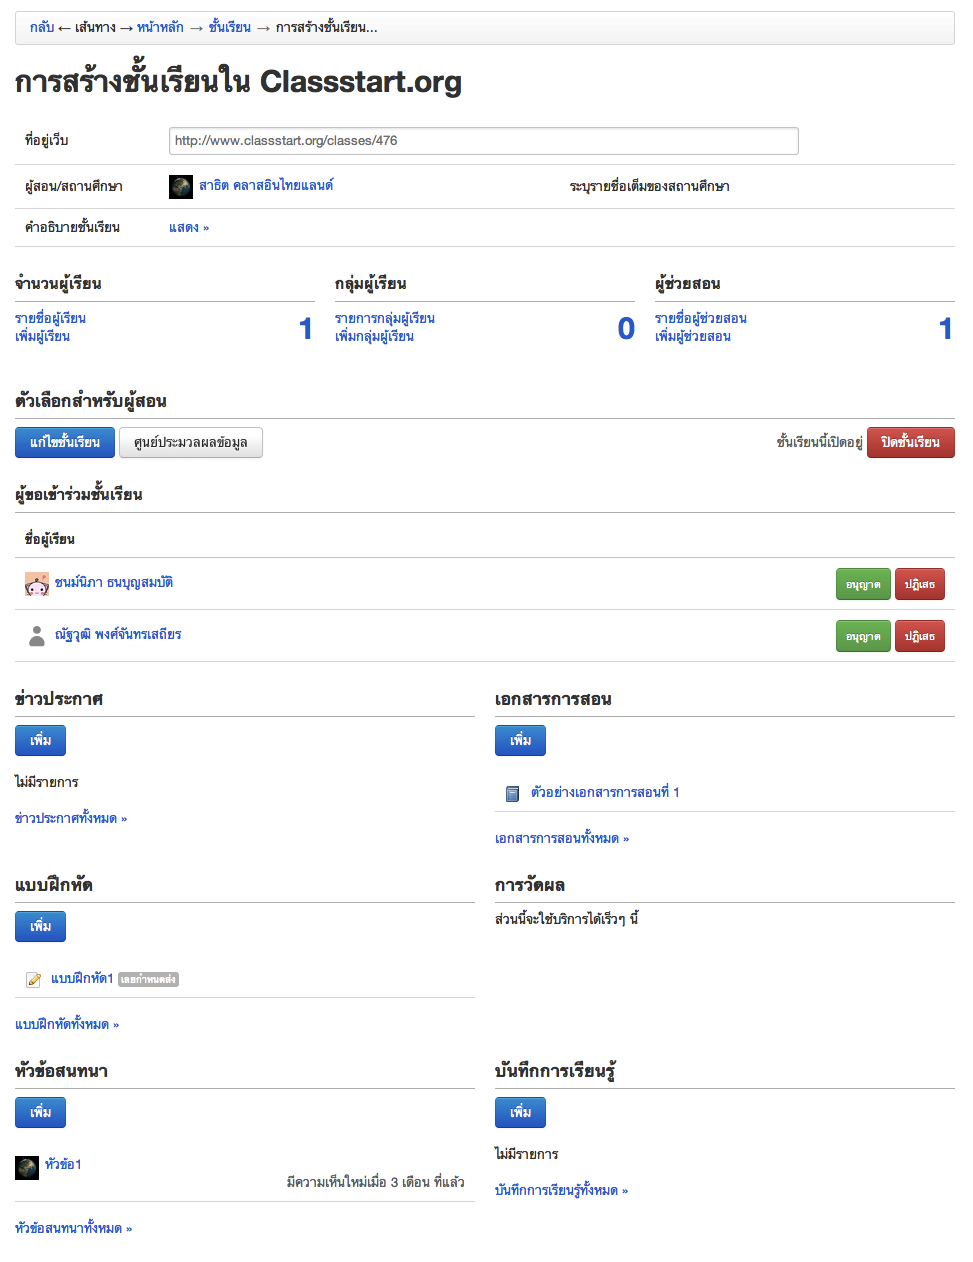 กลับ ← เส้นทาง → หน้าหลัก → ชั้นเรียน → การสร้างชั้นเรียน...
การสร้างชั้นเรียนใน Classstart.org
ที่อยู่เว็บ http://www.classstart.org/classes/476
ผู้สอน/สถานศึกษา สาธิต คลาสอินไทยแลนด์ ระบุรายชื่อเต็มของสถานศึกษา
คำอธิบายชั้นเรียน แสดง »
จำนวนผู้เรียน
รายชื่อผู้เรียน
เพิ่มผู้เรียน
1
กลุ่มผู้เรียน
รายการกลุ่มผู้เรียน
เพิ่มกลุ่มผู้เรียน
0
ผู้ช่วยสอน
รายชื่อผู้ช่วยสอน
เพิ่มผู้ช่วยสอน
1
ตัวเลือกสำหรับผู้สอน
แก้ไขชั้นเรียน ศูนย์ประมวลผลข้อมูล ชั้นเรียนนี้เปิดอยู่ ปิดชั้นเรียน
ผู้ขอเข้าร่วมชั้นเรียน
ชื่อผู้เรียน
ชนม์นิภา ธนบุญสมบัติ อนุญาต ปฏิเสธ
ณัฐวุฒิ พงศ์จันทรเสถียร อนุญาต ปฏิเสธ
ข่าวประกาศ
เพิ่ม
ไม่มีรายการ
ข่าวประกาศทั้งหมด »
เอกสารการสอน
เพิ่ม
ตัวอย่างเอกสารการสอนที่ 1
เอกสารการสอนทั้งหมด »
แบบฝึกหัด
เพิ่ม
แบบฝึกหัด1 เลยกำหนดส่ง
แบบฝึกหัดทั้งหมด »
การวัดผล
ส่วนนี้จะใช้บริการได้เร็วๆ นี้
หัวข้อสนทนา
เพิ่ม
หัวข้อ1
มีความเห็นใหม่เมื่อ 3 เดือน ที่แล้ว
หัวข้อสนทนาทั้งหมด »
บันทึกการเรียนรู้
เพิ่ม
ไม่มีรายการ
บันทึกการเรียนรู้ทั้งหมด »